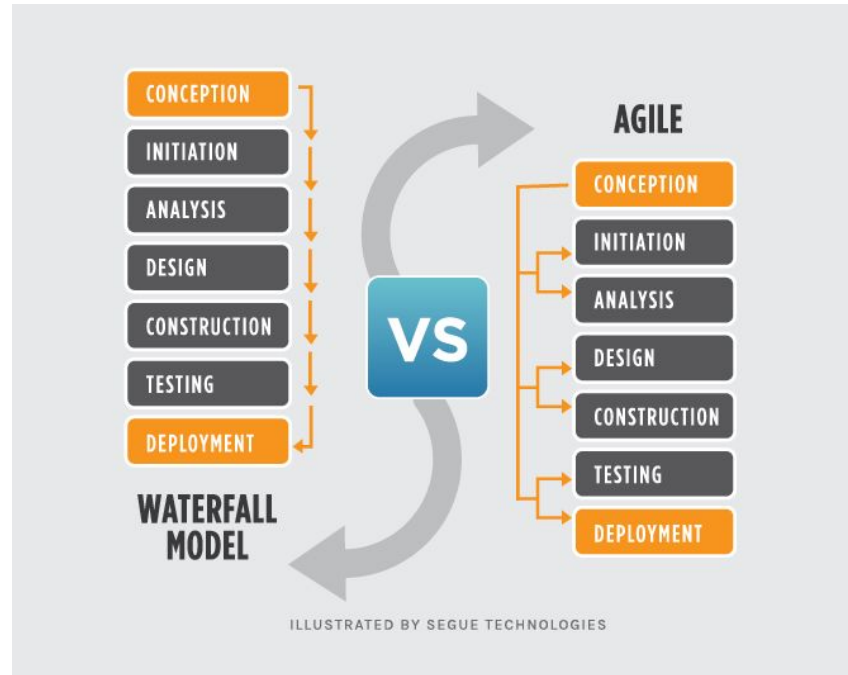 CONCEPTION
INITIATION
ANALYSIS
DESIGN
CONSTRUCTION
TESTING
DEPLOYMENT
WATERFALL
MODEL
VS
AGILE
CONCEPTION
INITIATION
ANALYSIS
DESIGN
CONSTRUCTION
TESTING
DEPLOYMENT
ILLUSTRATED BY SEGUE TECHNOLOGIES